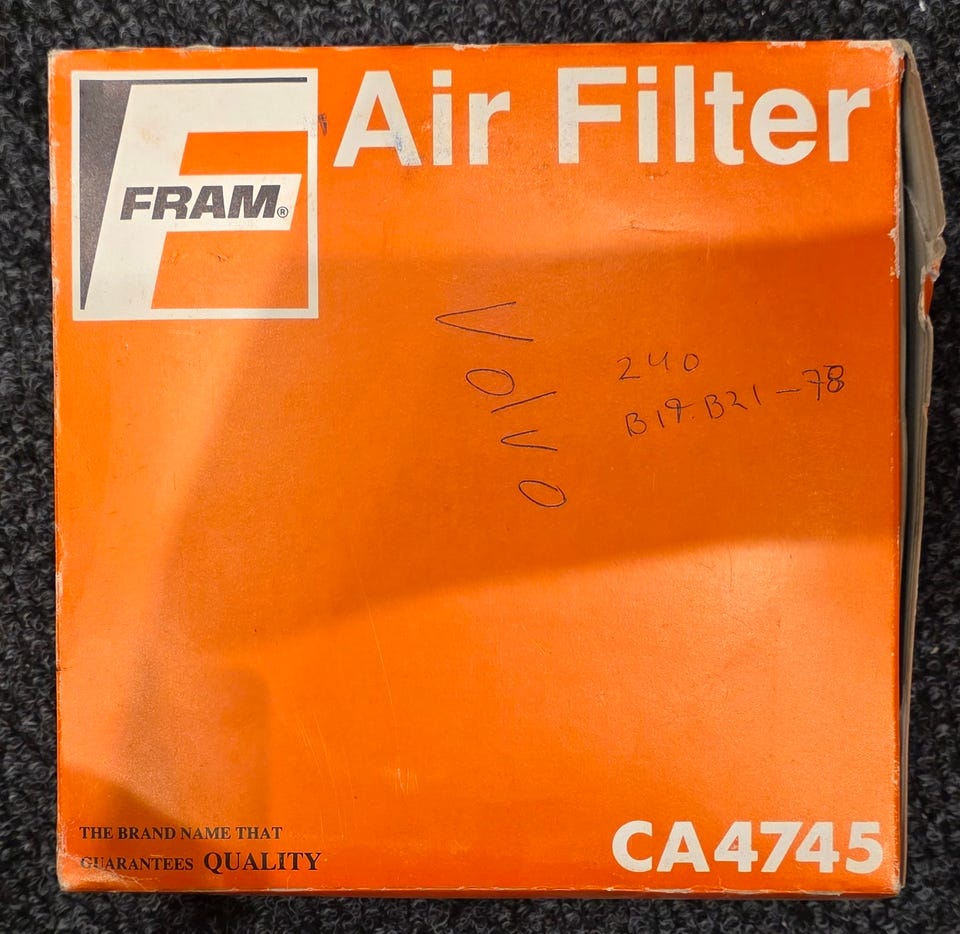 Air Filter
FRAM®
Volvo
240
B19.B21-78
THE BRAND NAME THAT
GUARANTEES QUALITY
CA4745